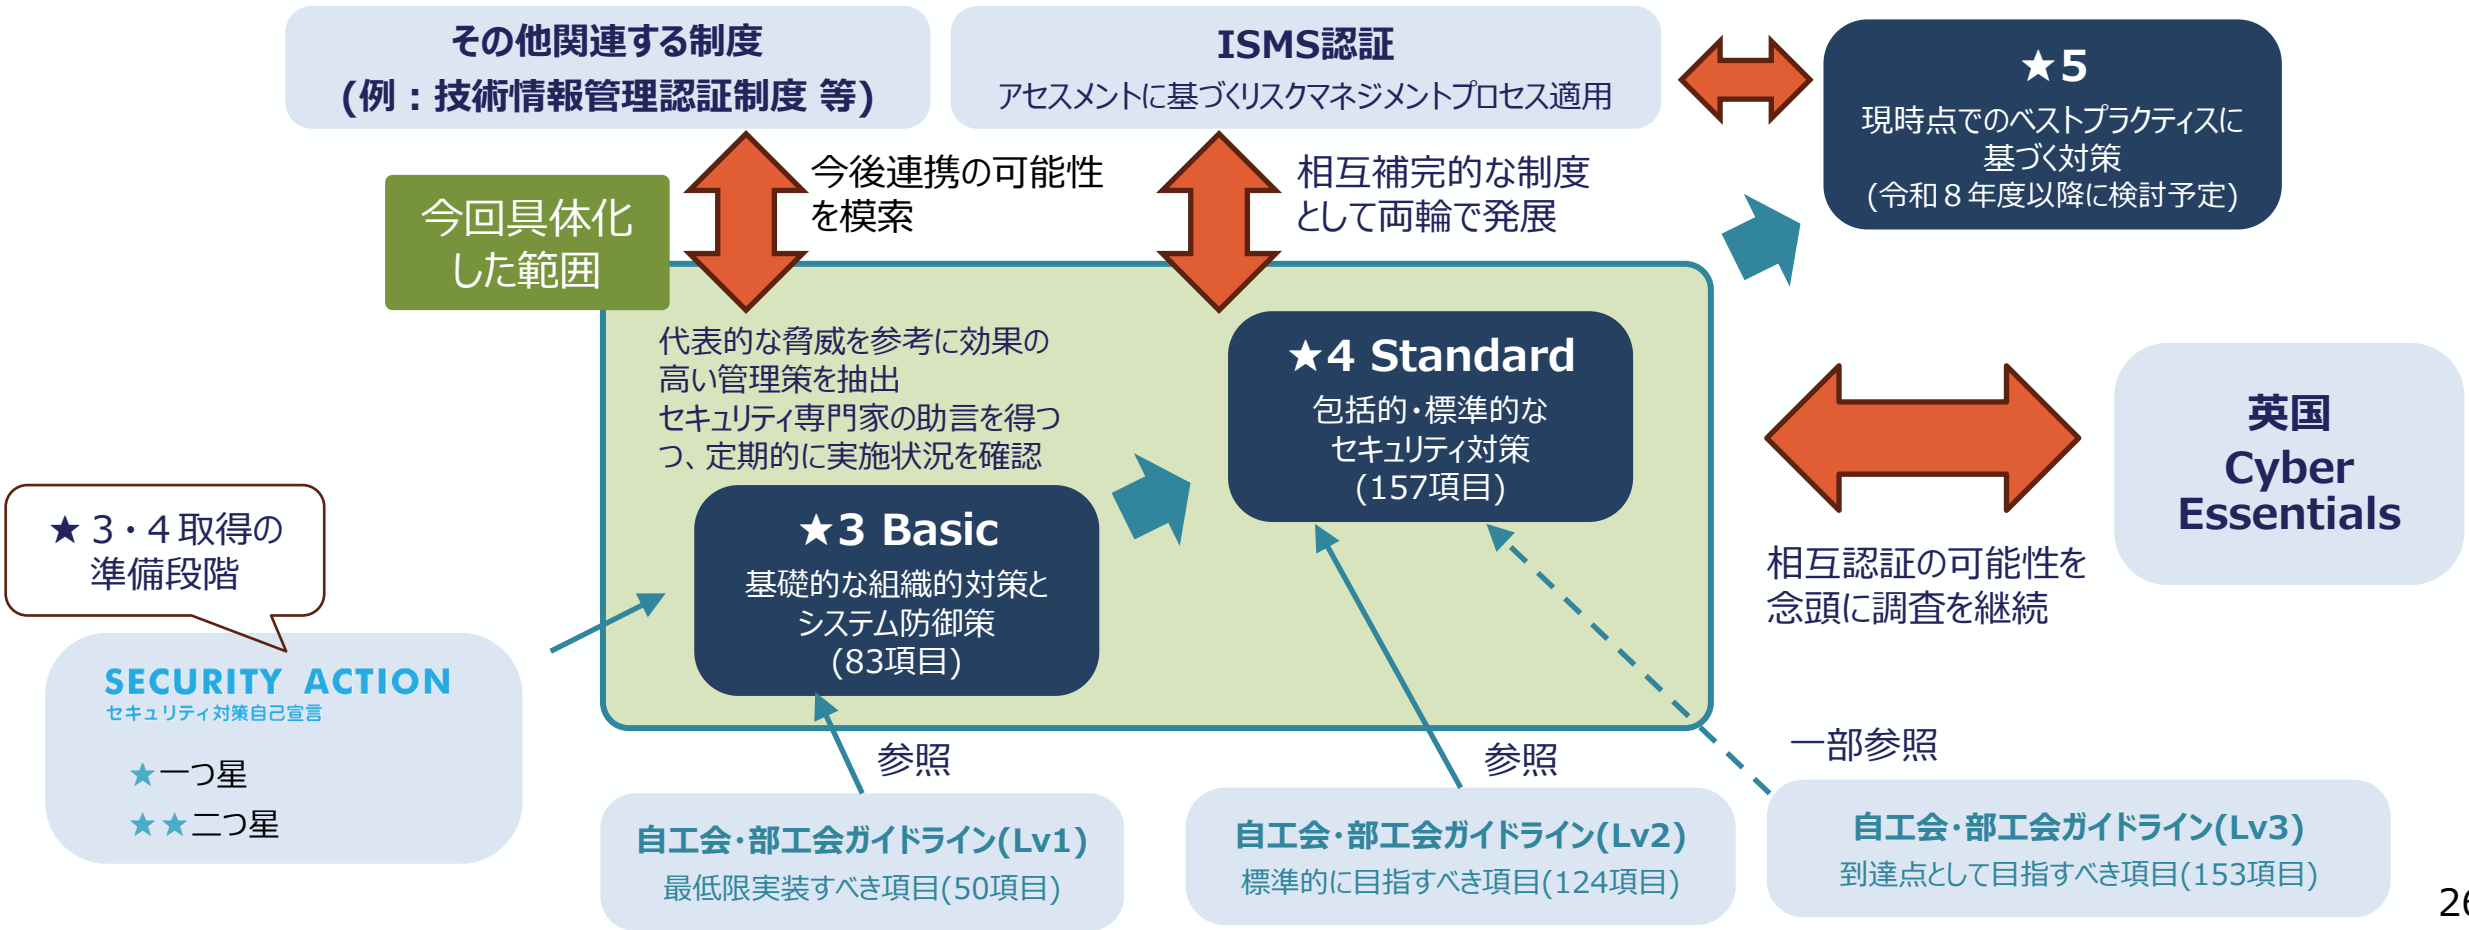 その他関連する制度
(例：技術情報管理認証制度 等)
ISMS認証
アセスメントに基づくリスクマネジメントプロセス適用
★5
現時点でのベストプラクティスに
基づく対策
(令和８年度以降に検討予定)
今後連携の可能性
を模索
相互補完的な制度
として両輪で発展
今回具体化
した範囲
代表的な脅威を参考に効果の
高い管理策を抽出
セキュリティ専門家の助言を得つ
つ、定期的に実施状況を確認
★4 Standard
包括的・標準的な
セキュリティ対策
(157項目)
★3 Basic
基礎的な組織的対策と
システム防御策
(83項目)
英国
Cyber
Essentials
相互認証の可能性を
念頭に調査を継続
★３・４取得の
準備段階
SECURITY ACTION
セキュリティ対策自己宣言
★一つ星
★★二つ星
参照
参照
一部参照
自工会・部工会ガイドライン(Lv1)
最低限実装すべき項目(50項目)
自工会・部工会ガイドライン(Lv2)
標準的に目指すべき項目(124項目)
自工会・部工会ガイドライン(Lv3)
到達点として目指すべき項目(153項目)
26